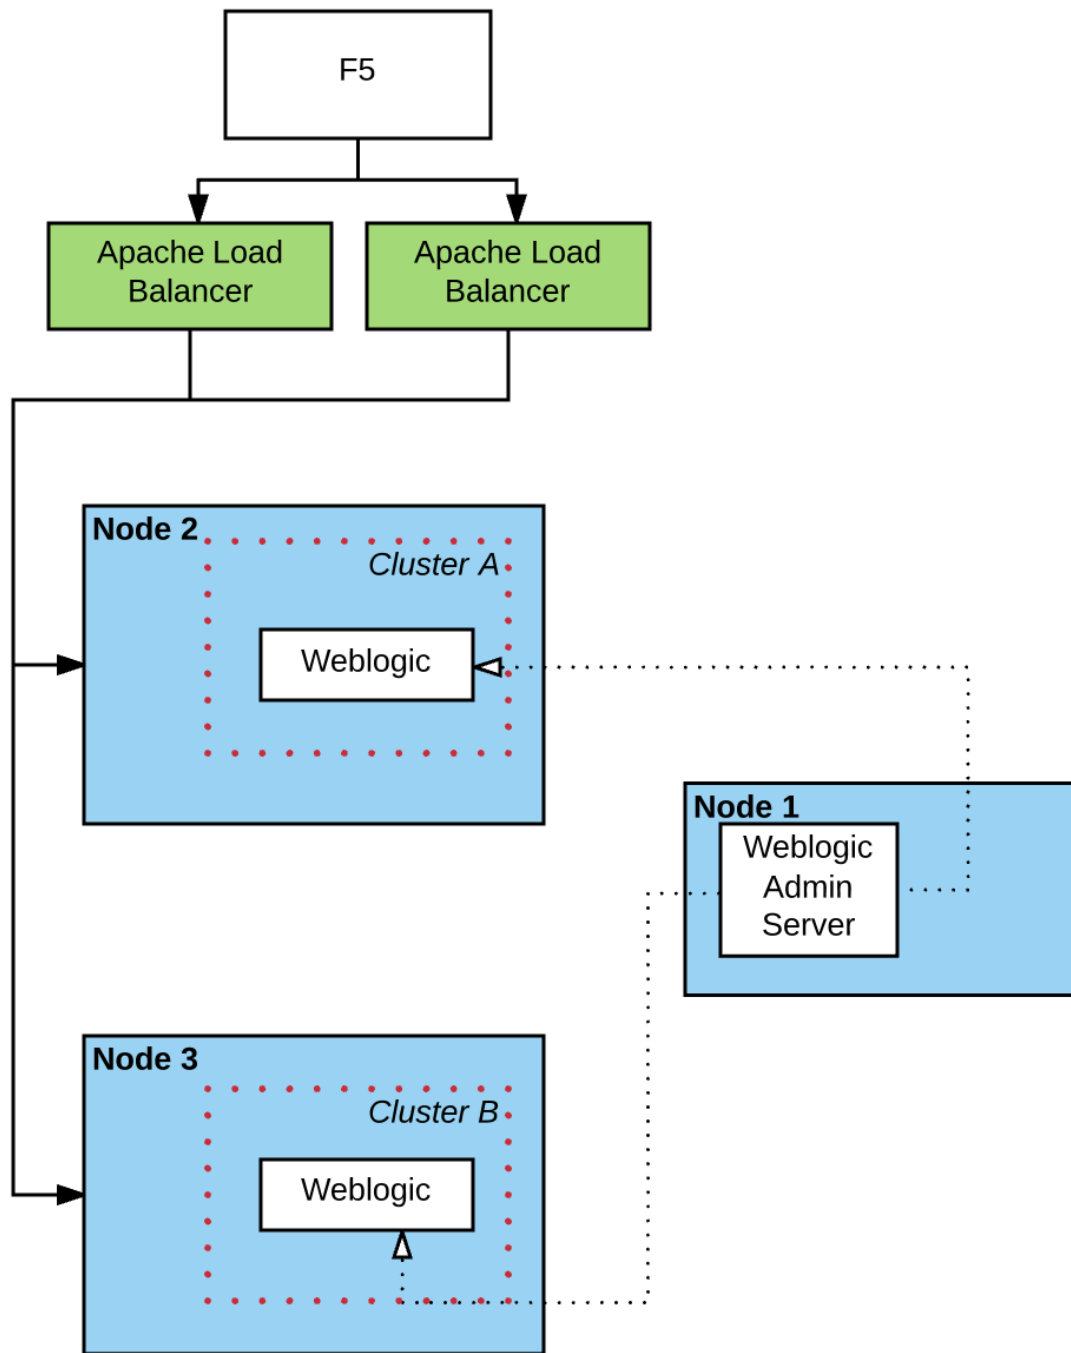 F5
Apache Load
Balancer
Apache Load
Balancer
Node 2
Cluster A
Weblogic
Node 1
Weblogic
Admin
Server
Node 3
Cluster B
Weblogic